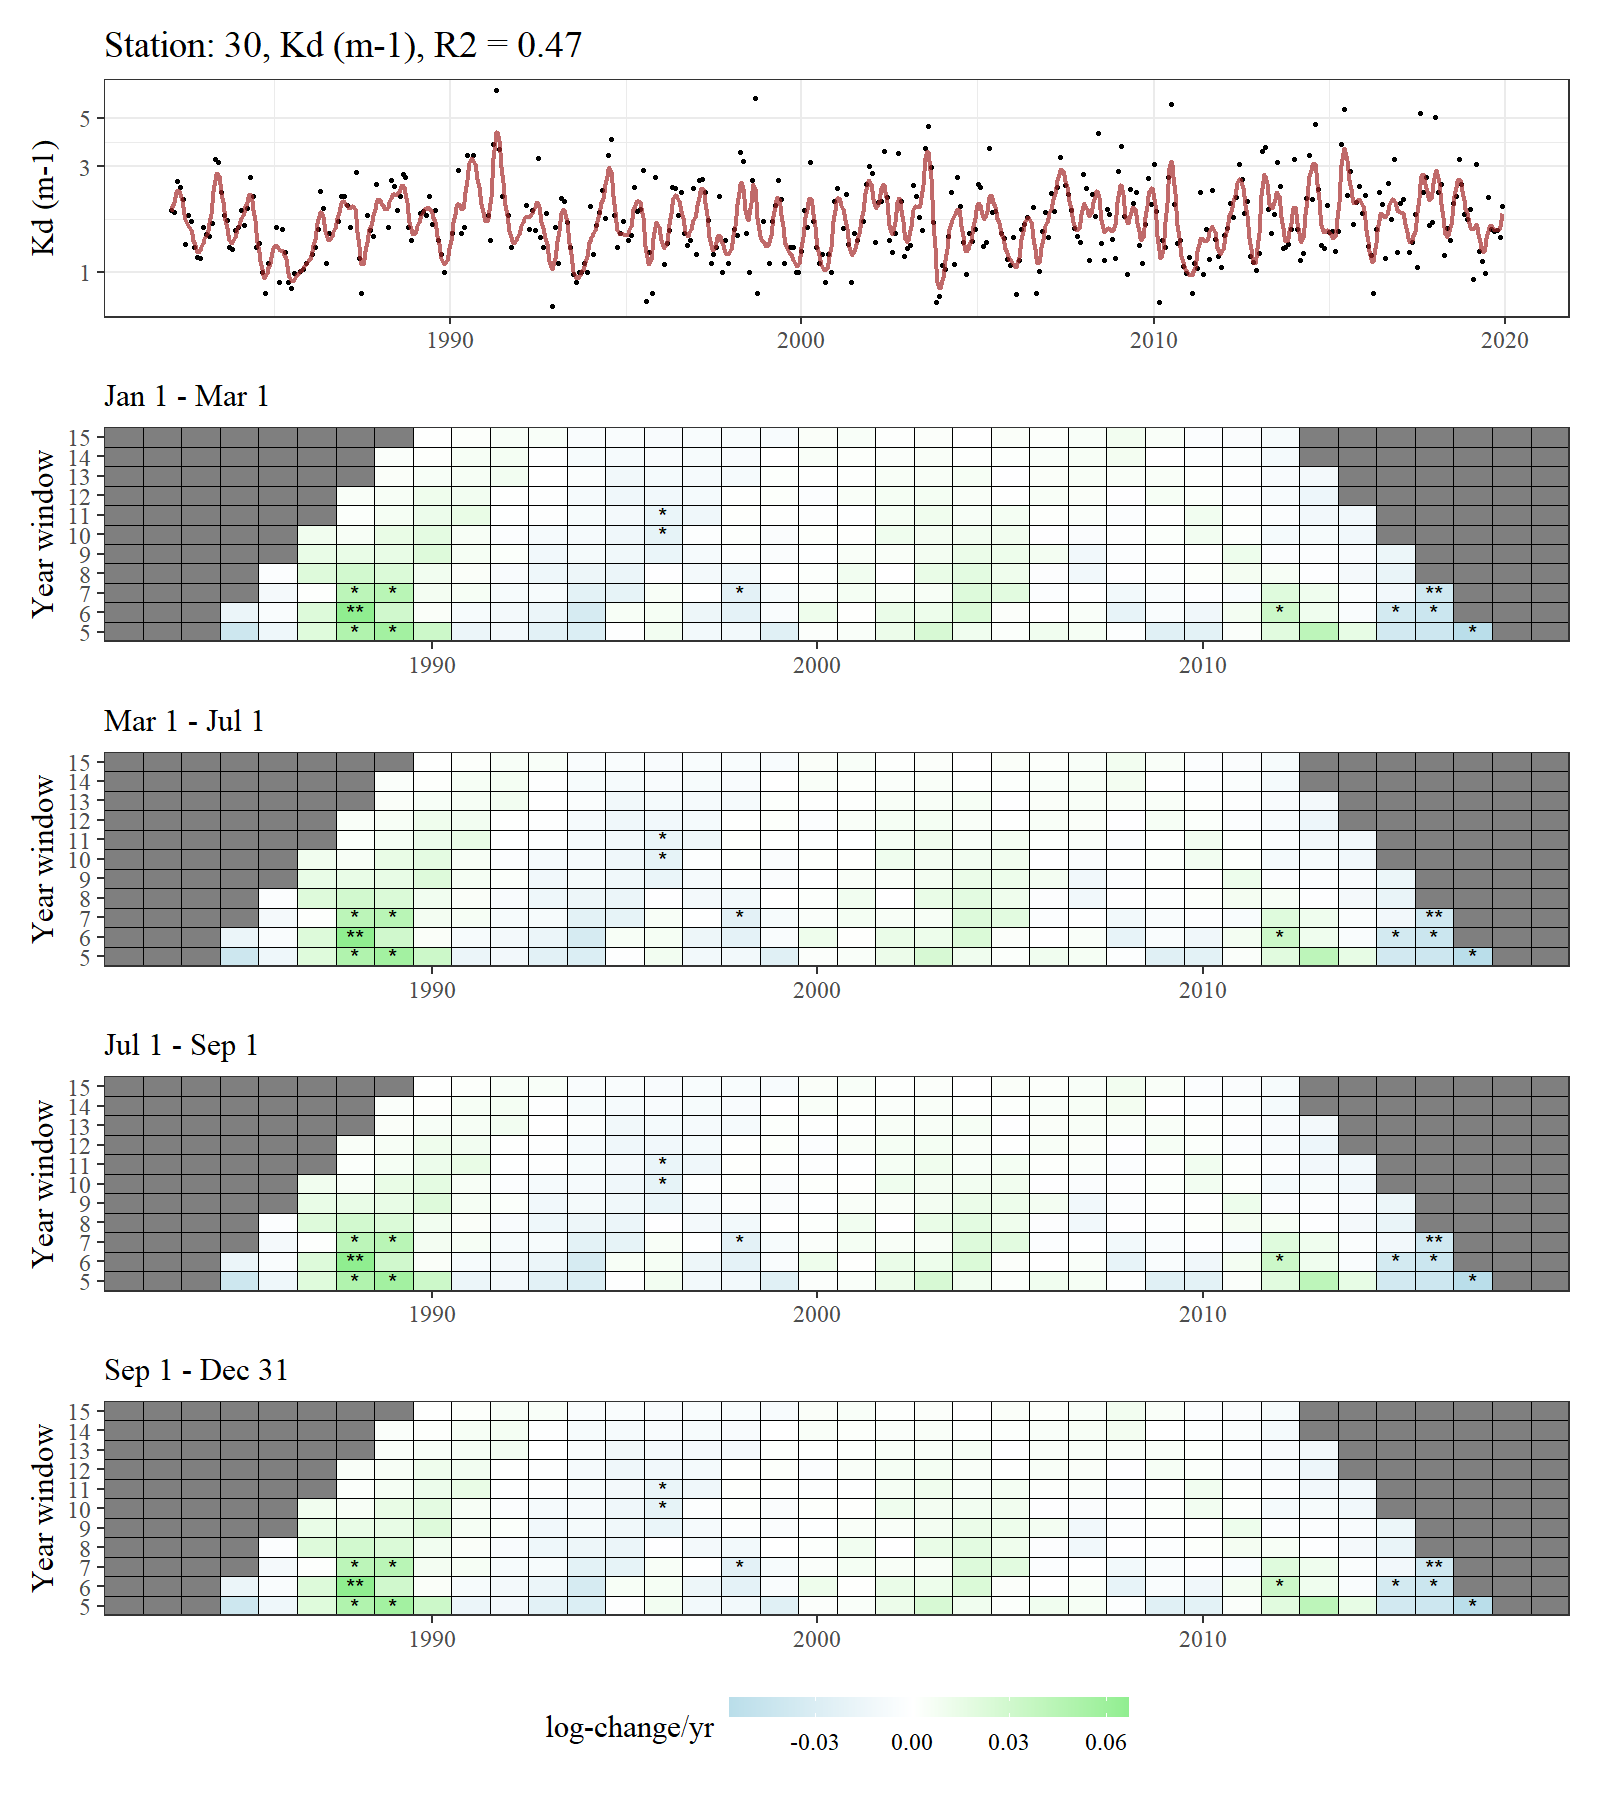 Station: 30, Kd (m-1), R2 = 0.47
Kd (m-1)
5
3
1
1990 2000 2010 2020
Jan 1 - Mar 1
Year window
15
14
13
12
11
10
9
8
7
6
5
* 
*
* * * **
** * * *
* * *
1990 2000 2010
Mar 1 - Jul 1
Year window
15
14
13
12
11
10
9
8
7
6
5
*
*
* * * **
** * * *
* * *
1990 2000 2010
Jul 1 - Sep 1
Year window
15
14
13
12
11
10
9
8
7
6
5
*
*
* * * **
** * * *
* * *
1990 2000 2010
Sep 1 - Dec 31
Year window
15
14
13
12
11
10
9
8
7
6
5
*
*
* * * **
** * * *
* * *
1990 2000 2010
log-change/yr
-0.03 0.00 0.03 0.06